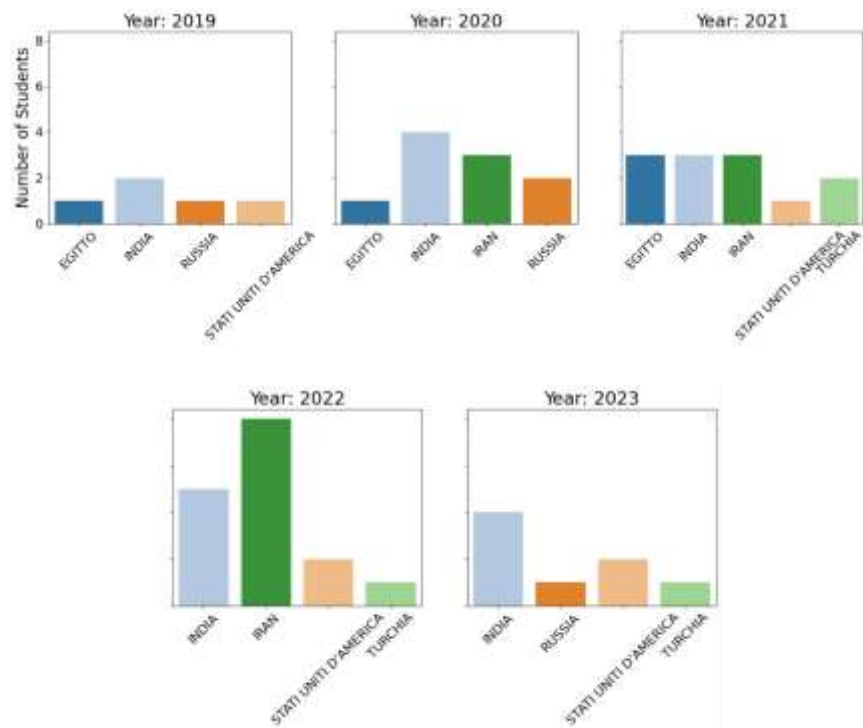 Year: 2019
Year: 2020
Year: 2021
Number of Students
8
6
4
2
0
EGITTO
INDIA
RUSSIA
STATI UNITI D'AMERICA
EGITTO
INDIA
IRAN
RUSSIA
EGITTO
INDIA
IRAN
STATI UNITI D'AMERICA
TURCHIA
Year: 2022
Year: 2023
INDIA
IRAN
STATI UNITI D'AMERICA
TURCHIA
INDIA
RUSSIA
STATI UNITI D'AMERICA
TURCHIA